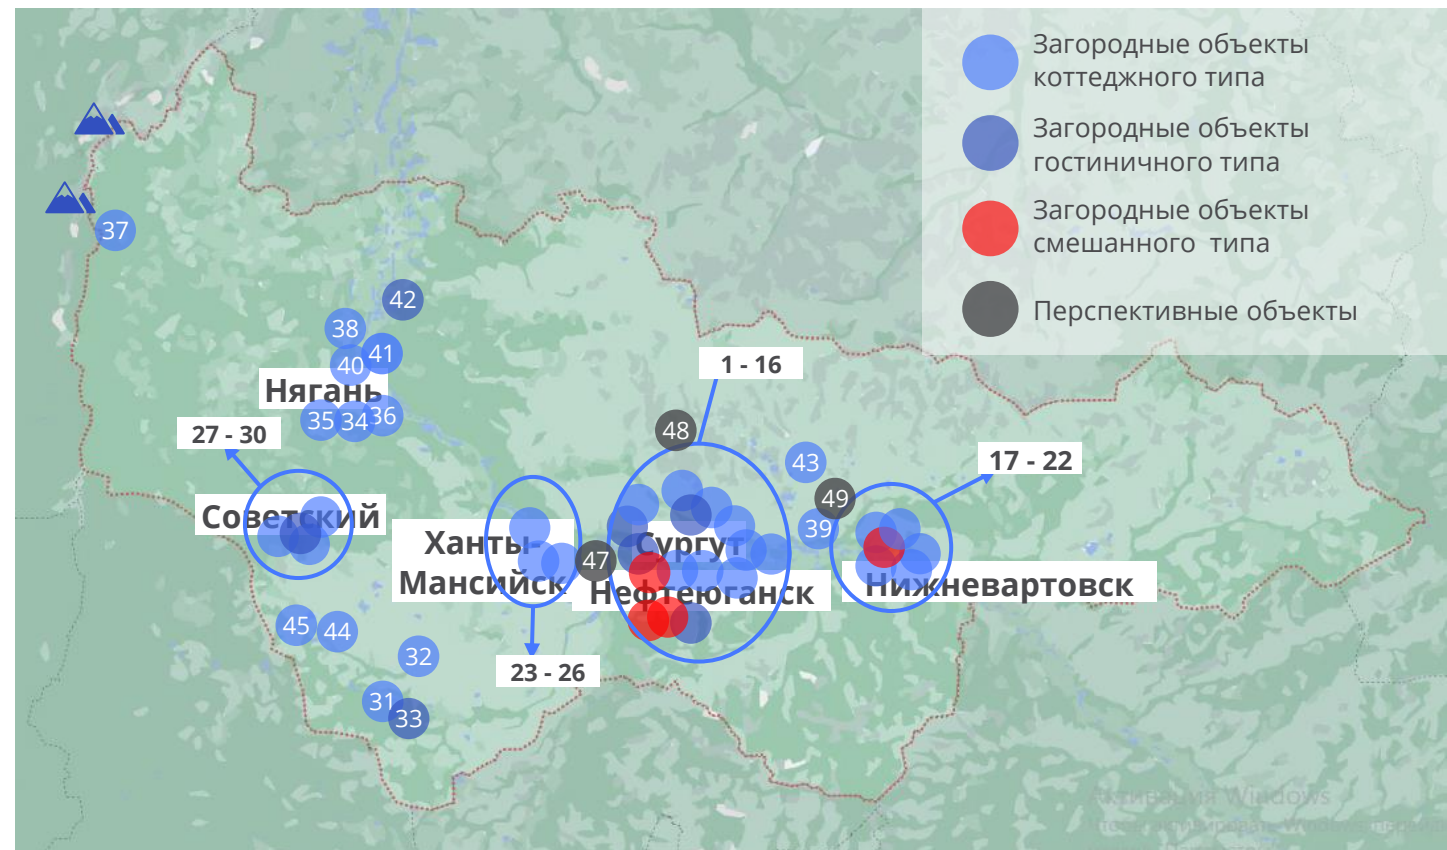 Загородные объекты
коттеджного типа
Загородные объекты
гостиничного типа
Загородные объекты
смешанного типа
Перспективные объекты
37
42
38
41
40
Нягань
35
34
36
27 - 30
1 - 16
48
43
17 - 22
49
39
Советский
Ханты-
Мансийск
47
Сургут
Нефтеюганск
Нижневартовск
45
44
32
23 - 26
31
33
Активация Windows